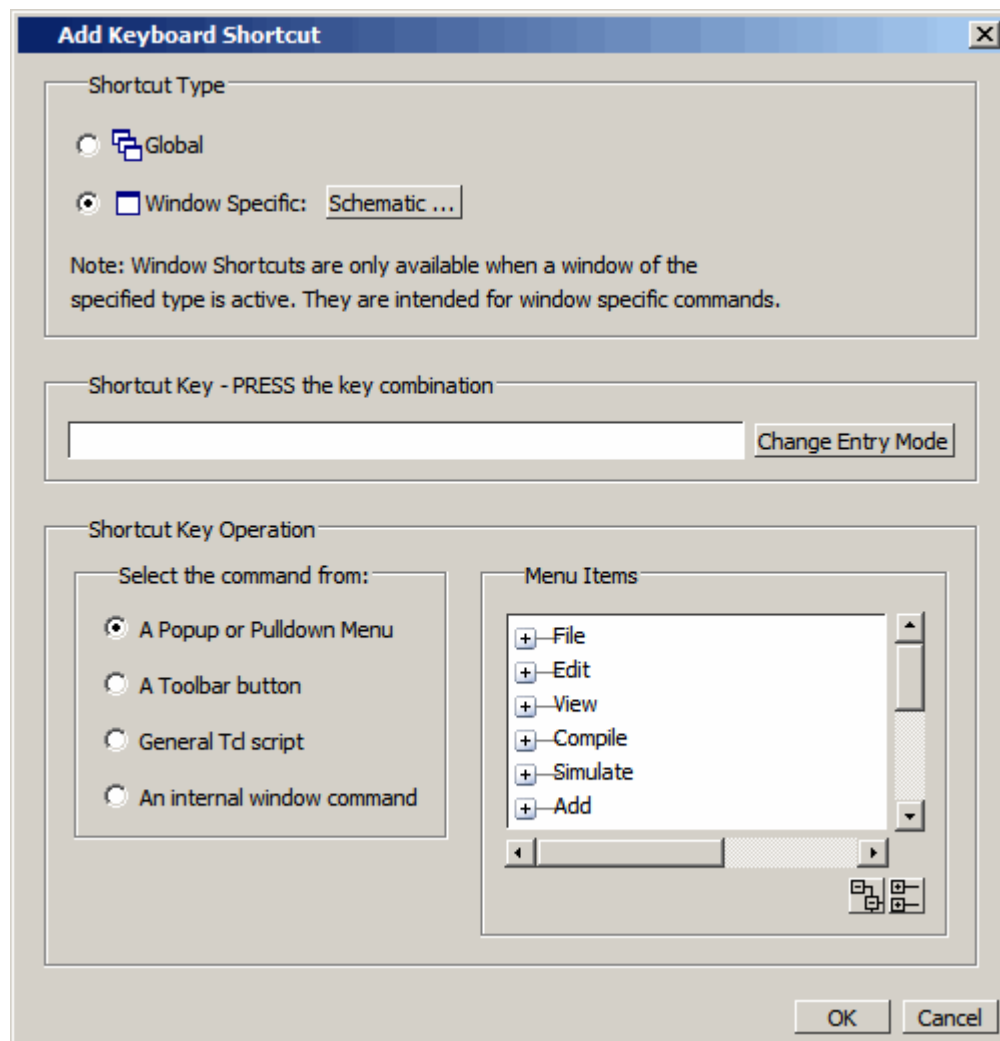 Add Keyboard Shortcut
Shortcut Type
Global
Window Specific: Schematic ...
Note: Window Shortcuts are only available when a window of the
specified type is active. They are intended for window specific commands.
Shortcut Key - PRESS the key combination
Change Entry Mode
Shortcut Key Operation
Select the command from:
A Popup or Pulldown Menu
A Toolbar button
General Tcl script
An internal window command
Menu Items
File
Edit
View
Compile
Simulate
Add
OK Cancel